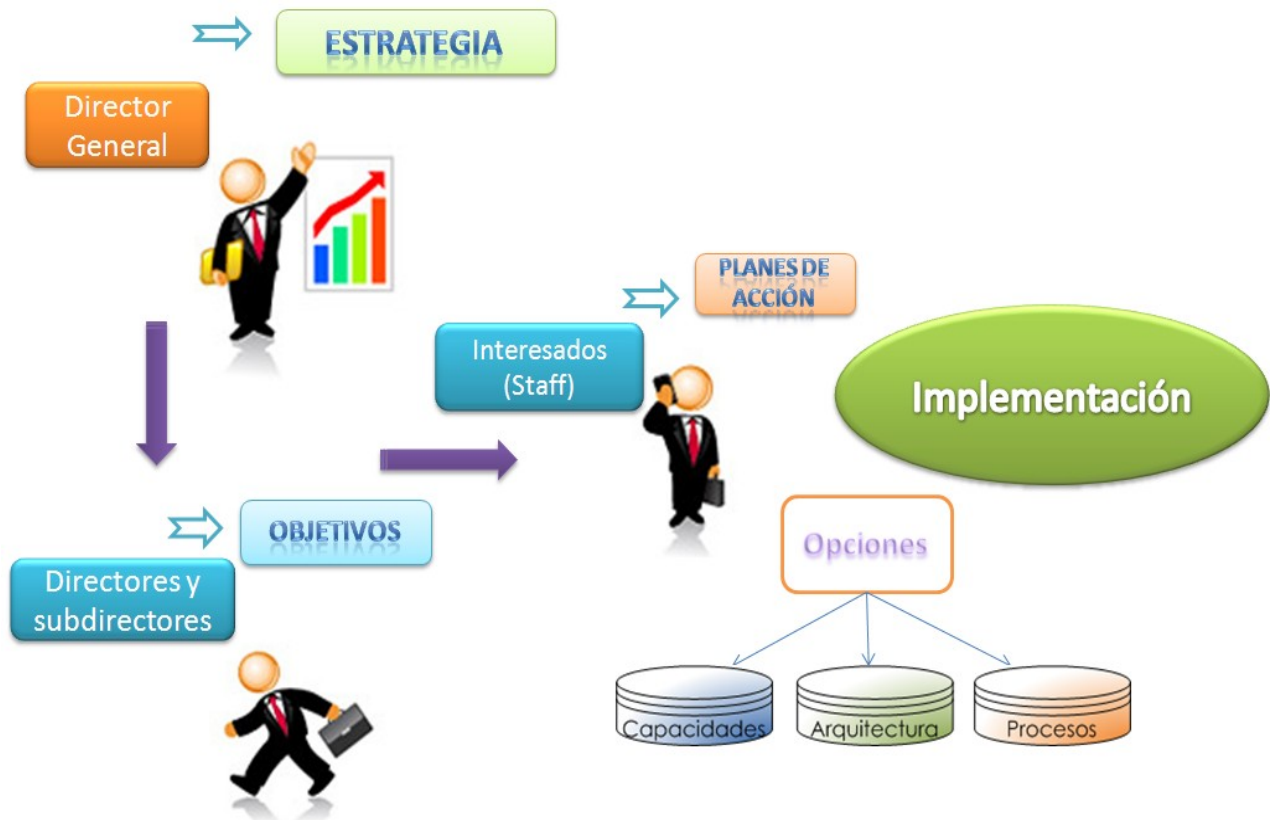 ESTRATEGIA
Director
General
PLANES DE
ACCIÓN
Interesados
(Staff)
Implementación
OBJETIVOS
Directores y
subdirectores
Opciones
Capacidades
Arquitectura
Procesos